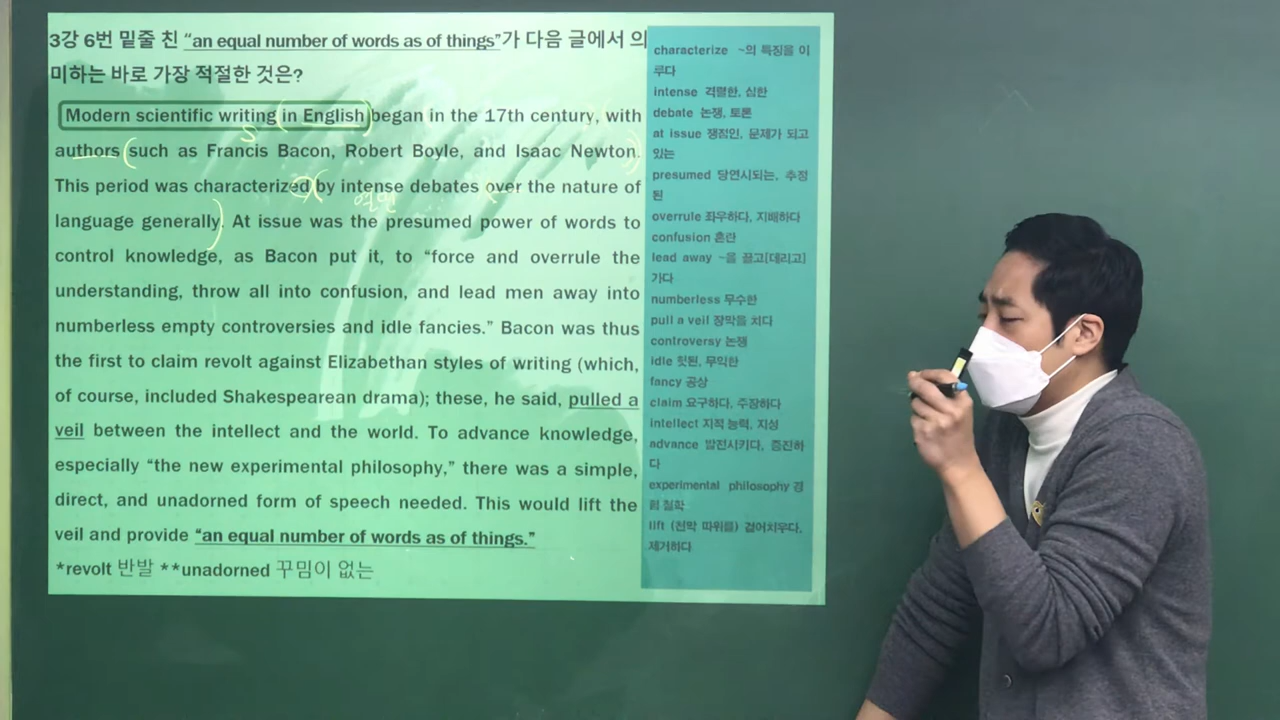 3강 6번 밑줄 친 “an equal number of words as of things”가 다음 글에서 의
미하는 바로 가장 적절한 것은?
Modern scientific writing in English began in the 17th century, with
authors such as Francis Bacon, Robert Boyle, and Isaac Newton.
This period was characterized by intense debates over the nature of
language generally. At issue was the presumed power of words to
control knowledge, as Bacon put it, to “force and overrule the
understanding, throw all into confusion, and lead men away into
numberless empty controversies and idle fancies.” Bacon was thus
the first to claim revolt against Elizabethan styles of writing (which,
of course, included Shakespearean drama); these, he said, pulled a
veil between the intellect and the world. To advance knowledge,
especially “the new experimental philosophy,” there was a simple,
direct, and unadorned form of speech needed. This would lift the
veil and provide “an equal number of words as of things.”
*revolt 반발 **unadorned 꾸밈이 없는
characterize ~의 특징을 이
루다
intense 격렬한, 심한
debate 논쟁, 토론
at issue 쟁점인, 문제가 되고
있는
presumed 당연시되는, 추정
된
overrule 좌우하다, 지배하다
confusion 혼란
lead away ~을 끌고[데리고]
가다
numberless 무수한
pull a veil 장막을 치다
controversy 논쟁
idle 헛된, 무익한
fancy 공상
claim 요구하다, 주장하다
intellect 지적 능력, 지성
advance 발전시키다, 증진하
다
experimental philosophy 경
험 철학
lift (천막 따위를) 걷어치우다,
제거하다